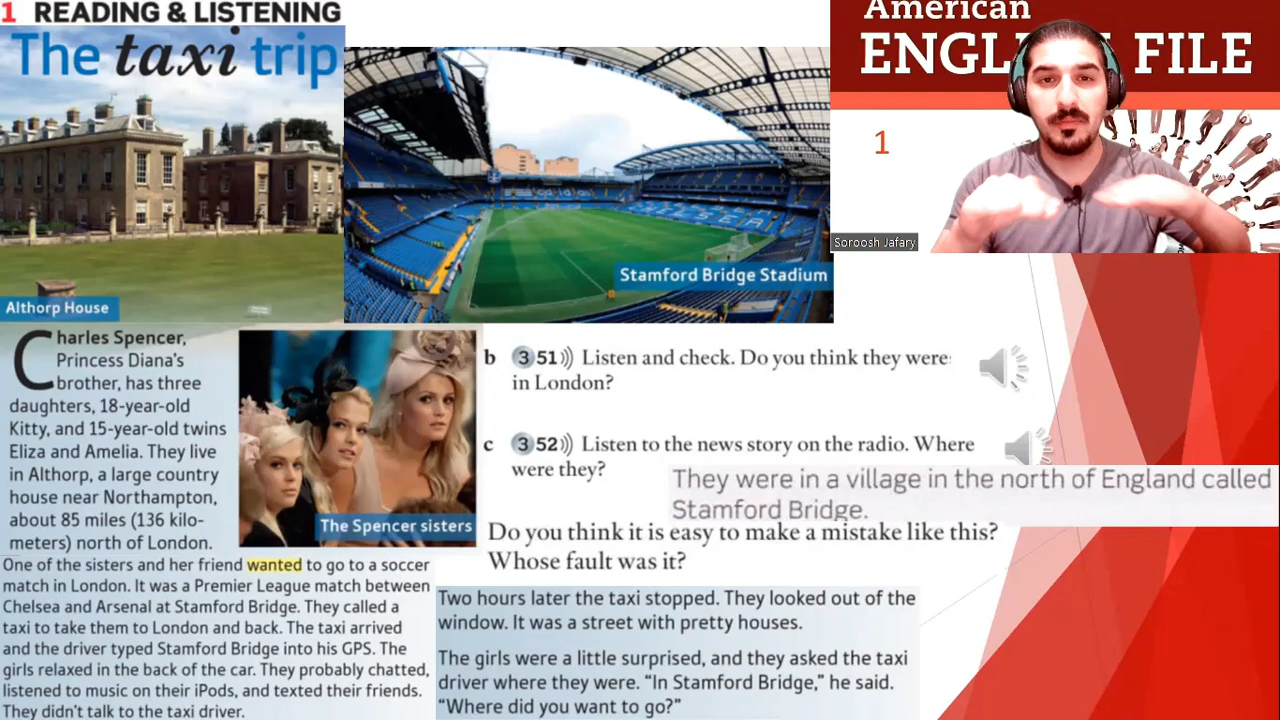 1 READING & LISTENING
The taxi trip
Althorp House
Stamford Bridge Stadium
CHELSEA
American
ENGL FILE
1
Soroosh Jafary
Charles Spencer,
Princess Diana's
brother, has three
daughters, 18-year-old
Kitty, and 15-year-old twins
Eliza and Amelia. They live
in Althorp, a large country
house near Northampton,
about 85 miles (136 kilo-
meters) north of London.
The Spencer sisters
One of the sisters and her friend wanted to go to a soccer
match in London. It was a Premier League match between
Chelsea and Arsenal at Stamford Bridge. They called a
taxi to take them to London and back. The taxi arrived
and the driver typed Stamford Bridge into his GPS. The
girls relaxed in the back of the car. They probably chatted,
listened to music on their iPods, and texted their friends.
They didn't talk to the taxi driver.
b 3 51 Listen and check. Do you think they were
in London?
c 3 52 Listen to the news story on the radio. Where
were they?
They were in a village in the north of England called
Stamford Bridge.
Do you think it is easy to make a mistake like this?
Whose fault was it?
Two hours later the taxi stopped. They looked out of the
window. It was a street with pretty houses.
The girls were a little surprised, and they asked the taxi
driver where they were. “In Stamford Bridge,” he said.
“Where did you want to go?”